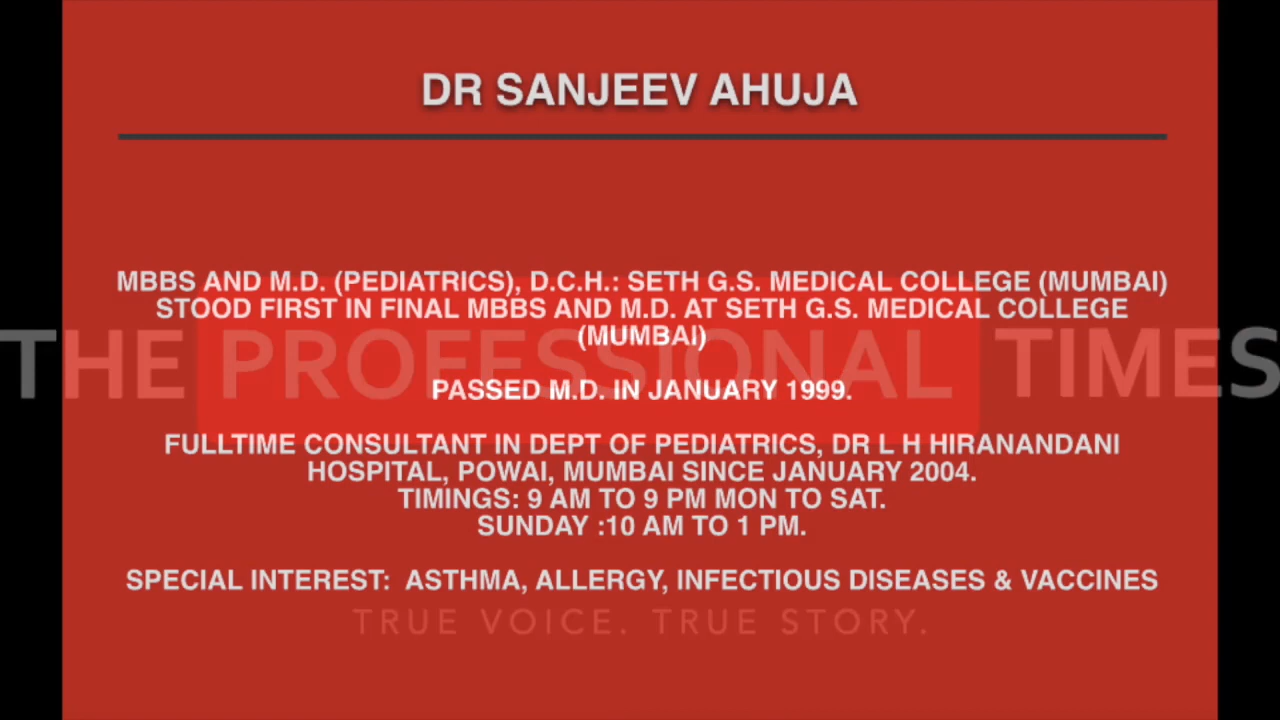 DR SANJEEV AHUJA
MBBS AND M.D. (PEDIATRICS), D.C.H.: SETH G.S. MEDICAL COLLEGE (MUMBAI)
STOOD FIRST IN FINAL MBBS AND M.D. AT SETH G.S. MEDICAL COLLEGE
(MUMBAI)
THE PROFESSIONAL TIMES
PASSED M.D. IN JANUARY 1999.
FULLTIME CONSULTANT IN DEPT OF PEDIATRICS, DR L H HIRANANDANI
HOSPITAL, POWAI, MUMBAI SINCE JANUARY 2004.
TIMINGS: 9 AM TO 9 PM MON TO SAT.
SUNDAY :10 AM TO 1 PM.
SPECIAL INTEREST:  ASTHMA, ALLERGY, INFECTIOUS DISEASES & VACCINES
TRUE VOICE. TRUE STORY.